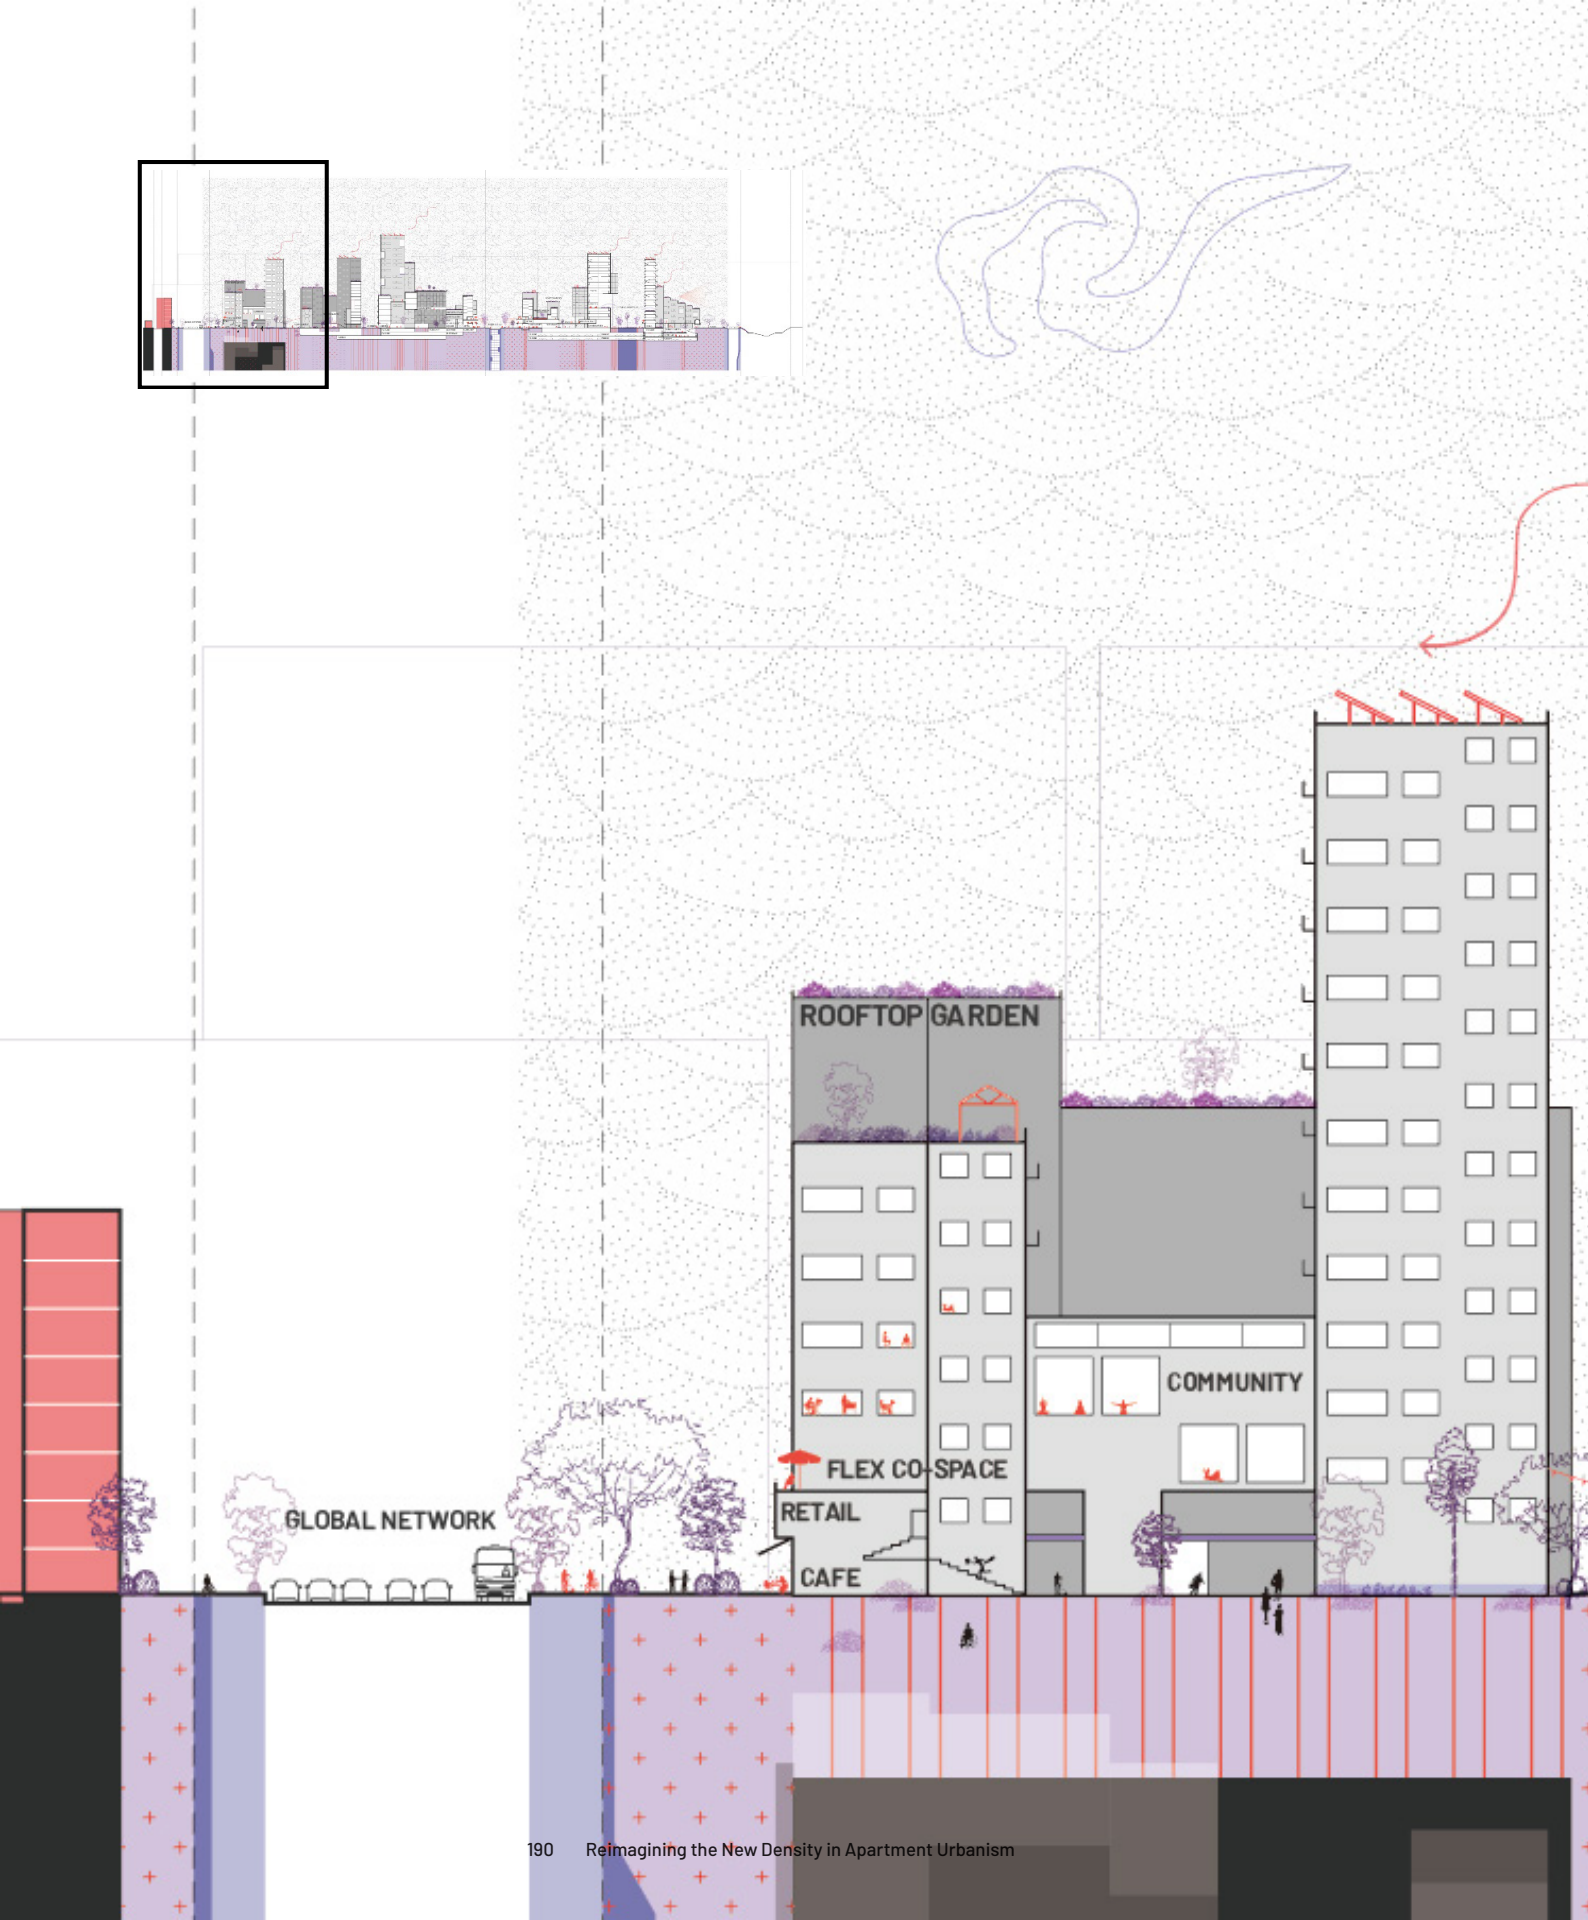 ROOFTOP GARDEN
COMMUNITY
FLEX CO-SPACE
RETAIL
GLOBAL NETWORK
CAFE
190 Reimagining the New Density in Apartment Urbanism